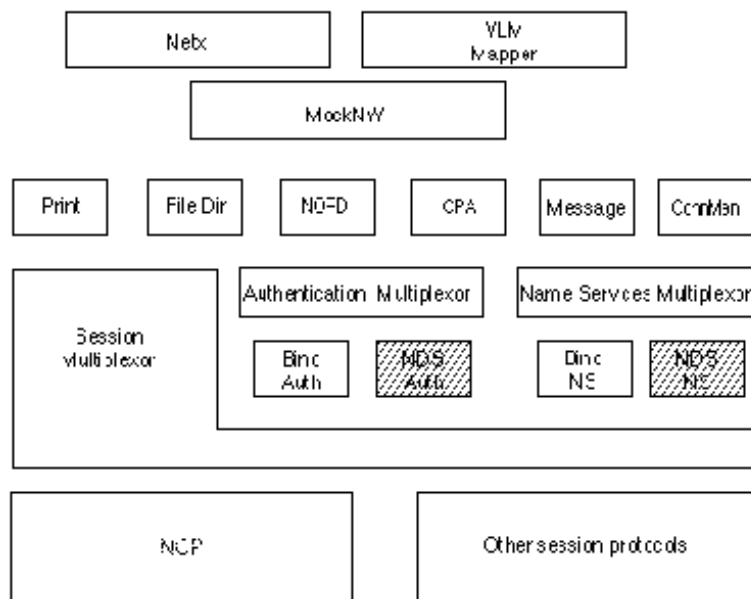 Netx
VLM
Mapper
MockNW
Print
File Dir
NOFD
CPA
Message
ConnMan
Authentication Multiplexor
Name Services Multiplexor
Session
Multiplexor
Bind
Auth
NDS
Auth
Bind
NS
NDS
NS
NCP
Other session protocols